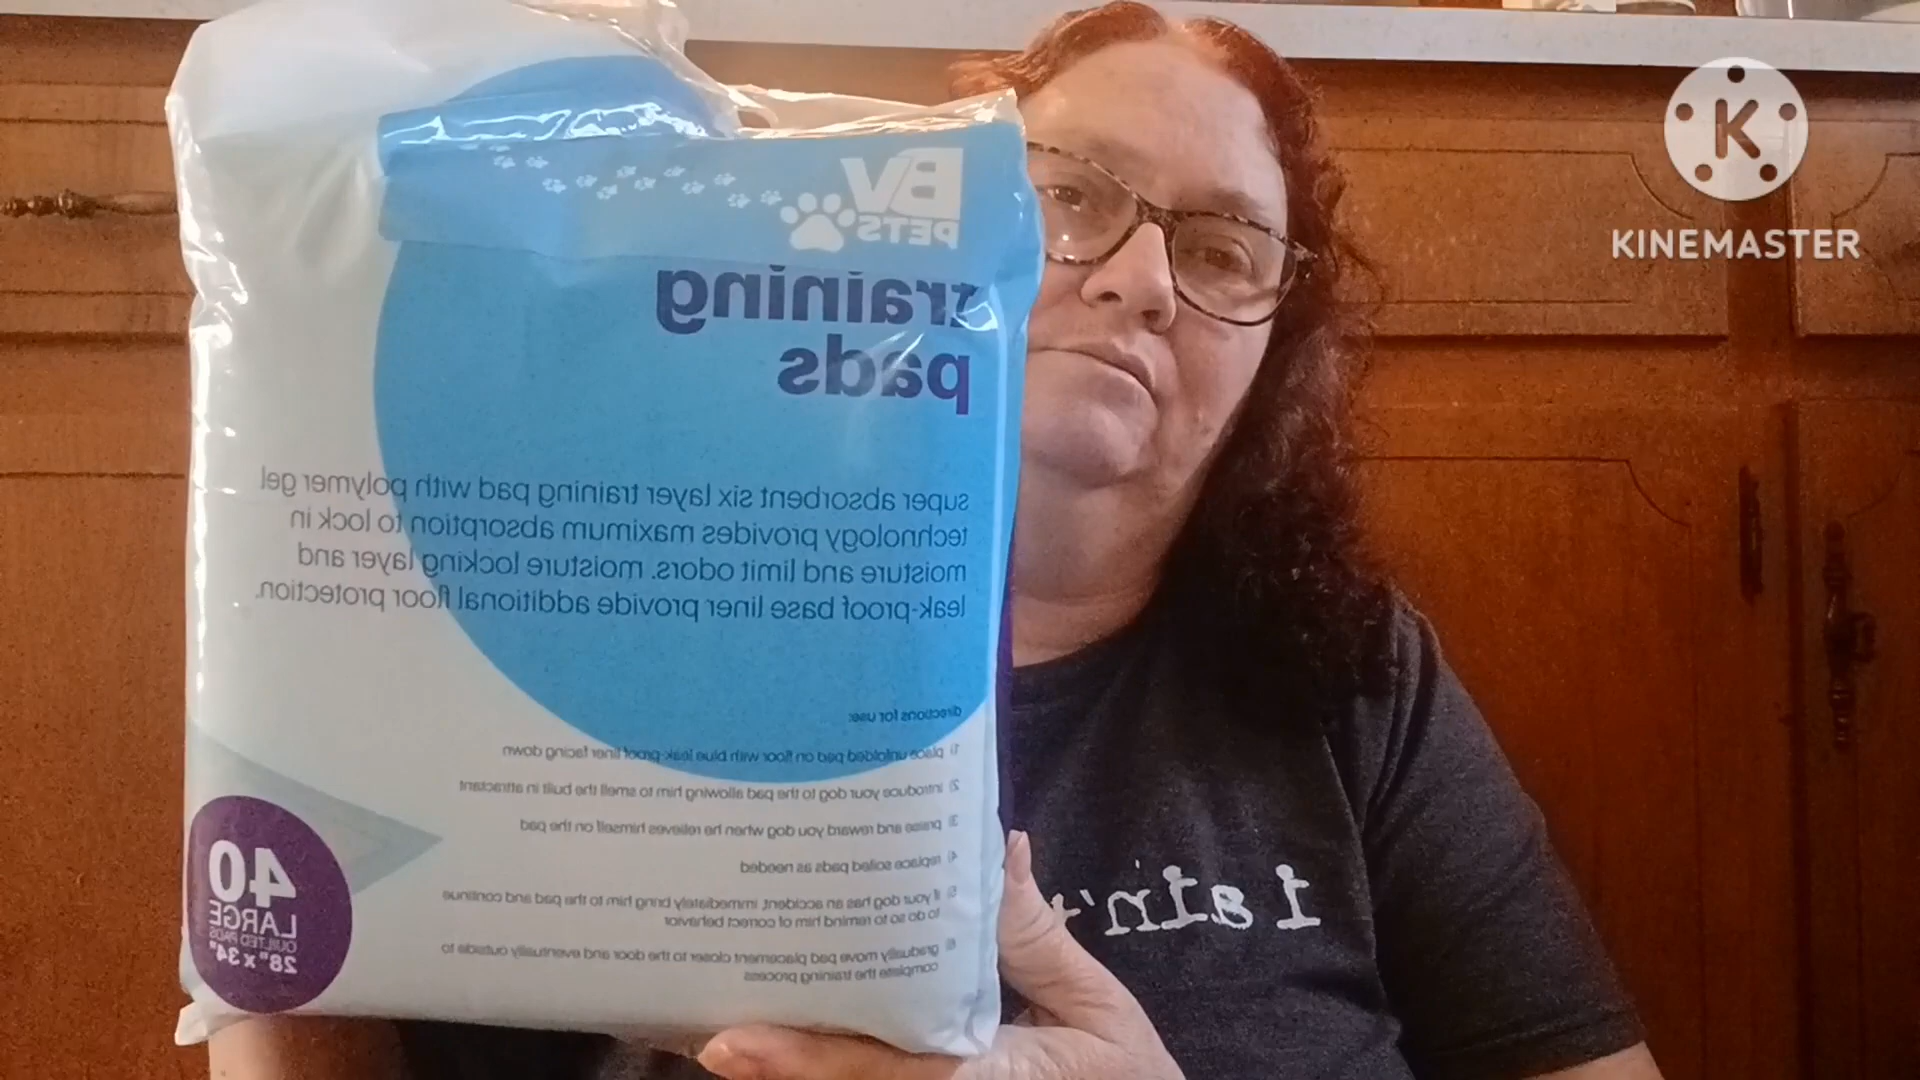 BV
PETS
training
pads
super absorbent six layer training pad with polymer gel
technology provides maximum absorption to lock in
moisture and limit odors. moisture locking layer and
leak-proof base liner provide additional floor protection.
directions for use:
1) place unfolded pad on floor with blue leak-proof liner facing down
2) introduce your dog to the pad allowing him to smell the built in attractant
3) praise and reward you dog when he relieves himself on the pad
4) replace soiled pads as needed
5) if your dog has an accident, immediately bring him to the pad and continue
to do so to remind him of correct behavior
6) gradually move pad placement closer to the door and eventually outside to
complete the training process
40
LARGE
QUILTED PADS
28" x 34"
K
KINEMASTER